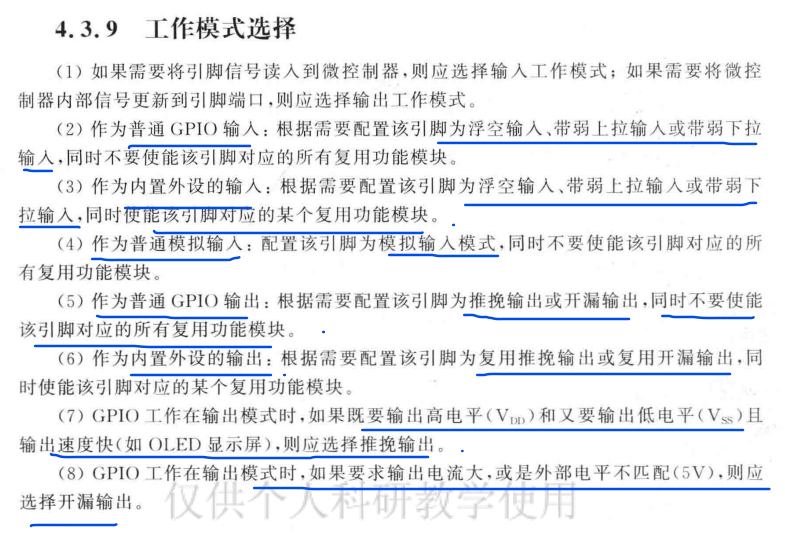 4.3.9 工作模式选择
(1) 如果需要将引脚信号读入到微控制器,则应选择输入工作模式；如果需要将微控
制器内部信号更新到引脚端口,则应选择输出工作模式。
(2) 作为普通 GPIO 输入：根据需要配置该引脚为浮空输入、带弱上拉输入或带弱下拉
输入,同时不要使能该引脚对应的所有复用功能模块。
(3) 作为内置外设的输入：根据需要配置该引脚为浮空输入、带弱上拉输入或带弱下
拉输入,同时使能该引脚对应的某个复用功能模块。
(4) 作为普通模拟输入：配置该引脚为模拟输入模式,同时不要使能该引脚对应的所
有复用功能模块。
(5) 作为普通 GPIO 输出：根据需要配置该引脚为推挽输出或开漏输出,同时不要使能
该引脚对应的所有复用功能模块。
(6) 作为内置外设的输出：根据需要配置该引脚为复用推挽输出或复用开漏输出,同
时使能该引脚对应的某个复用功能模块。
(7) GPIO 工作在输出模式时,如果既要输出高电平(V_DD)和又要输出低电平(V_SS)且
输出速度快(如 OLED 显示屏),则应选择推挽输出。
(8) GPIO 工作在输出模式时,如果要求输出电流大,或是外部电平不匹配(5V),则应
选择开漏输出。
仅供个人科研教学使用